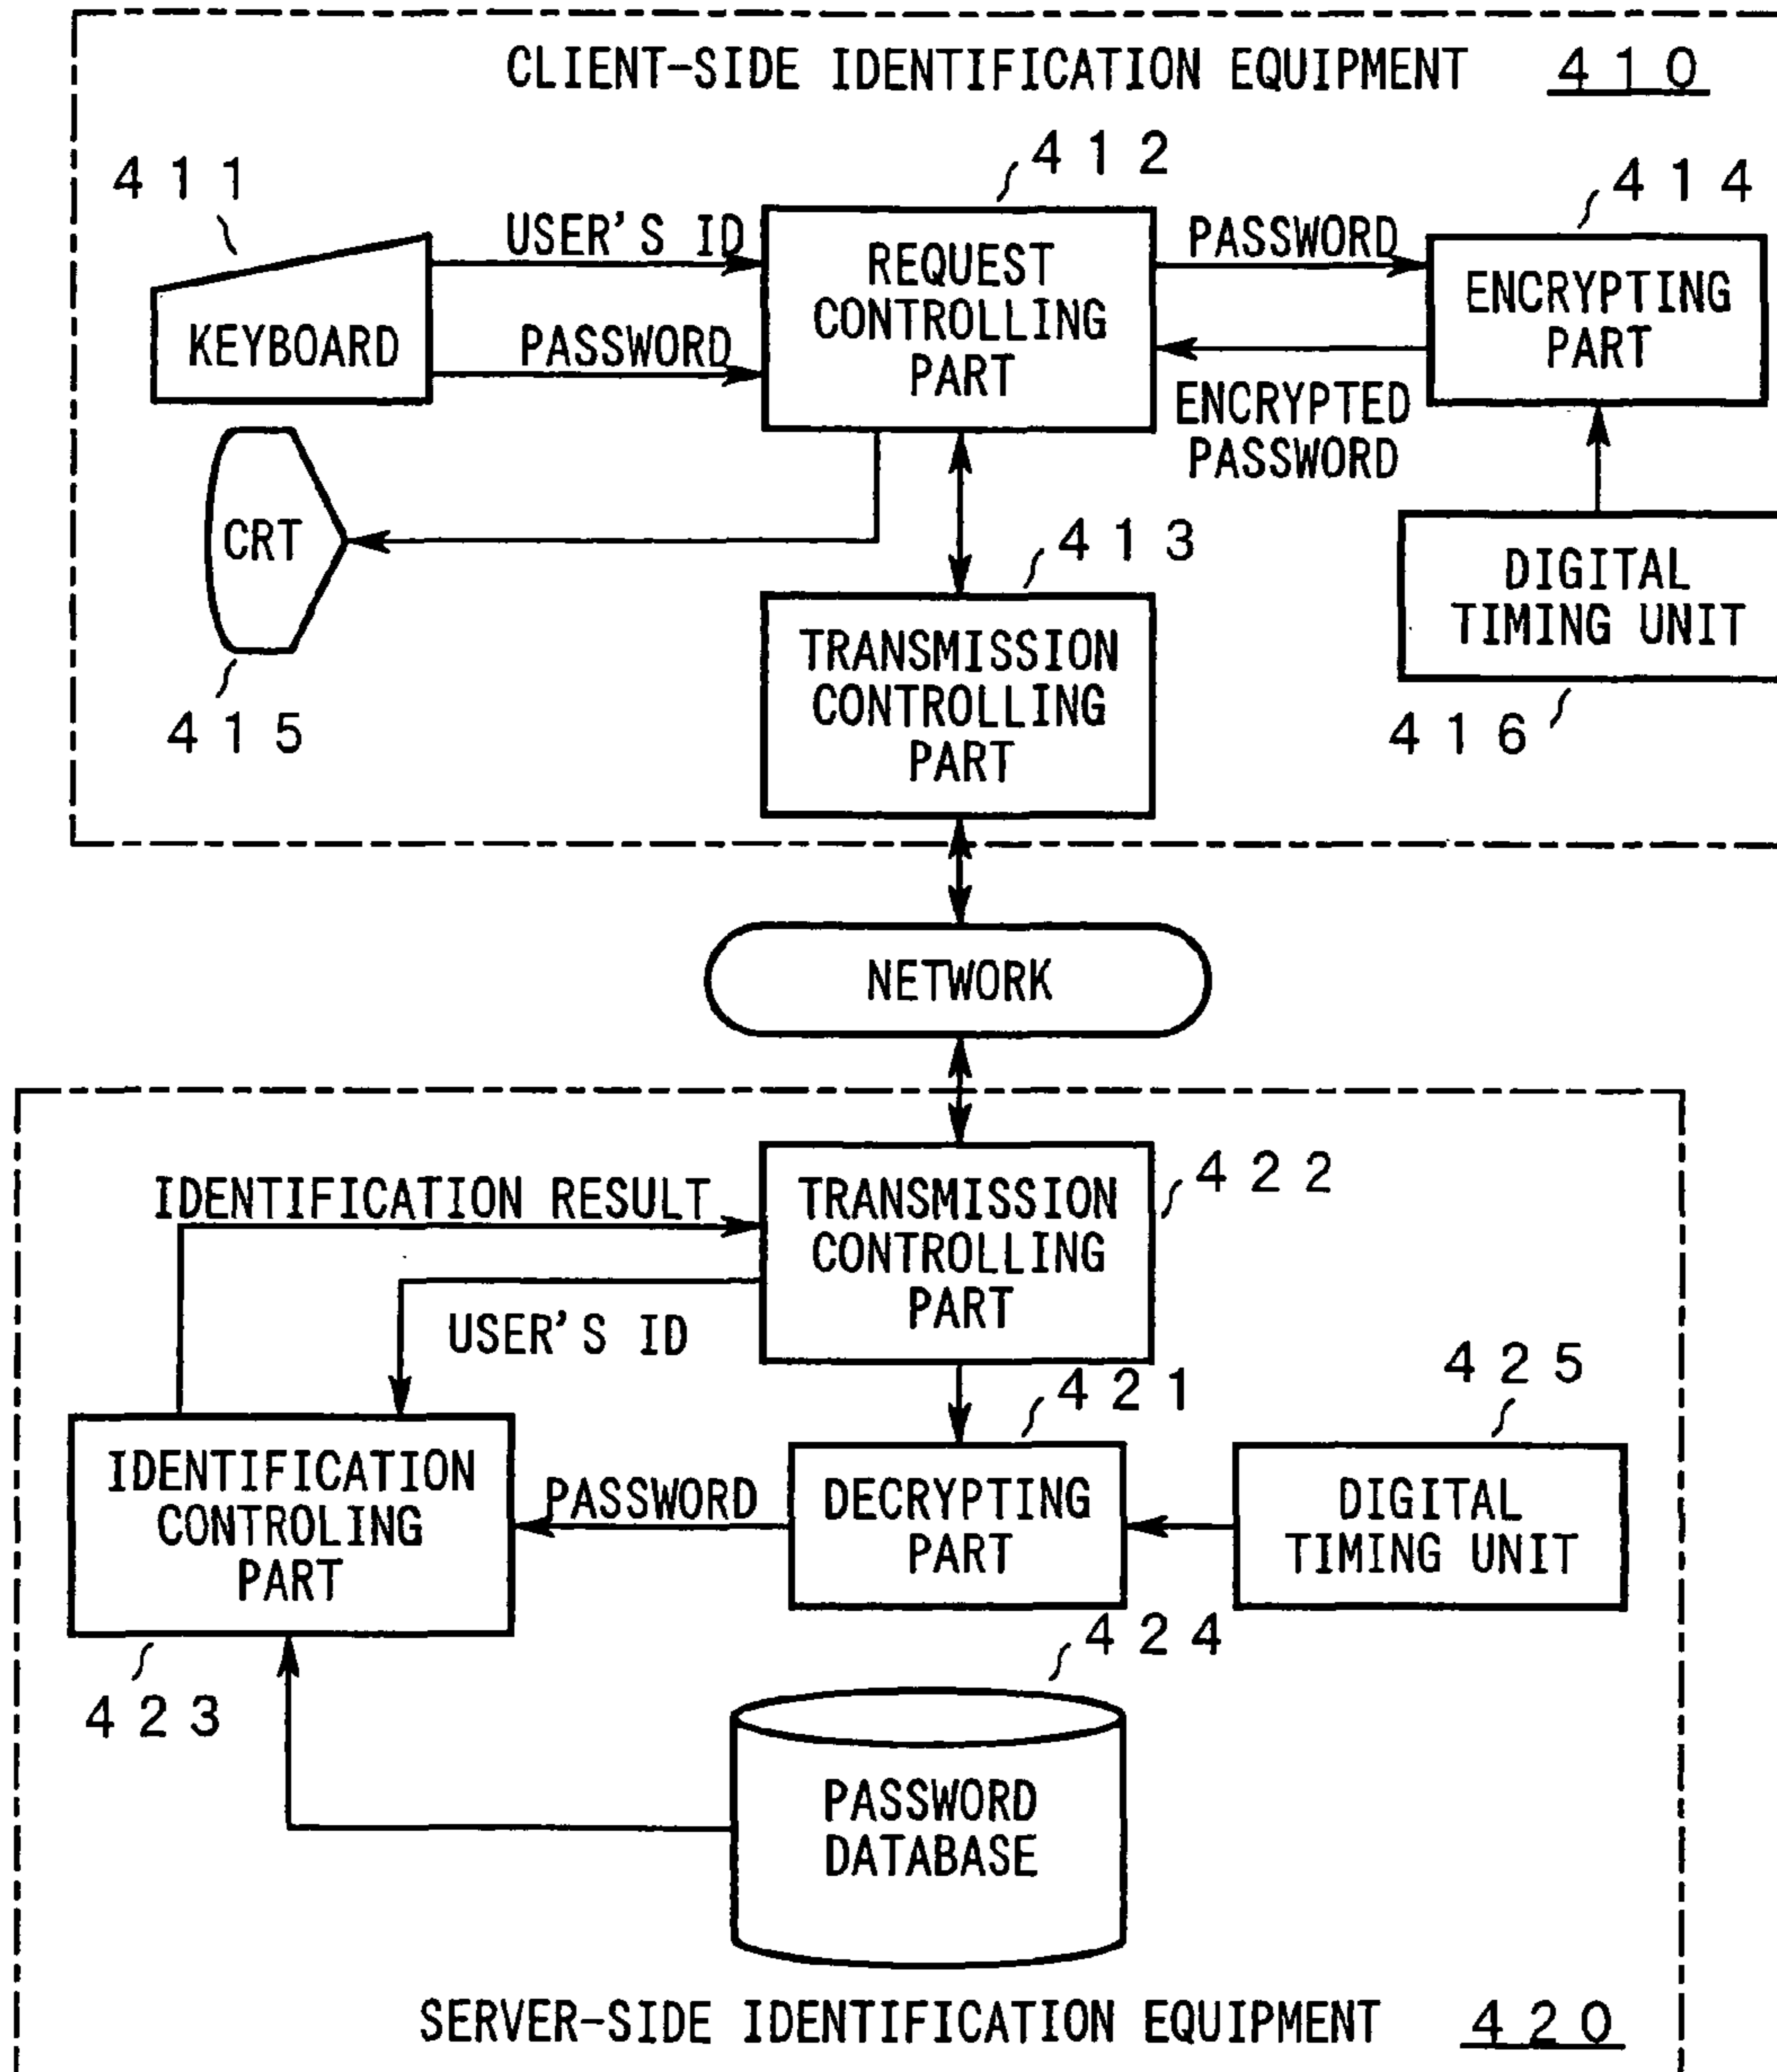 CLIENT-SIDE IDENTIFICATION EQUIPMENT 410
411
412
414
USER'S ID
PASSWORD
REQUEST
CONTROLLING
PART
PASSWORD
ENCRYPTING
PART
KEYBOARD
ENCRYPTED
PASSWORD
CRT
413
DIGITAL
TIMING UNIT
TRANSMISSION
CONTROLLING
PART
415
416
NETWORK
422
IDENTIFICATION RESULT
TRANSMISSION
CONTROLLING
PART
USER'S ID
421
425
IDENTIFICATION
CONTROLING
PART
PASSWORD
DECRYPTING
PART
DIGITAL
TIMING UNIT
424
423
PASSWORD
DATABASE
SERVER-SIDE IDENTIFICATION EQUIPMENT 420